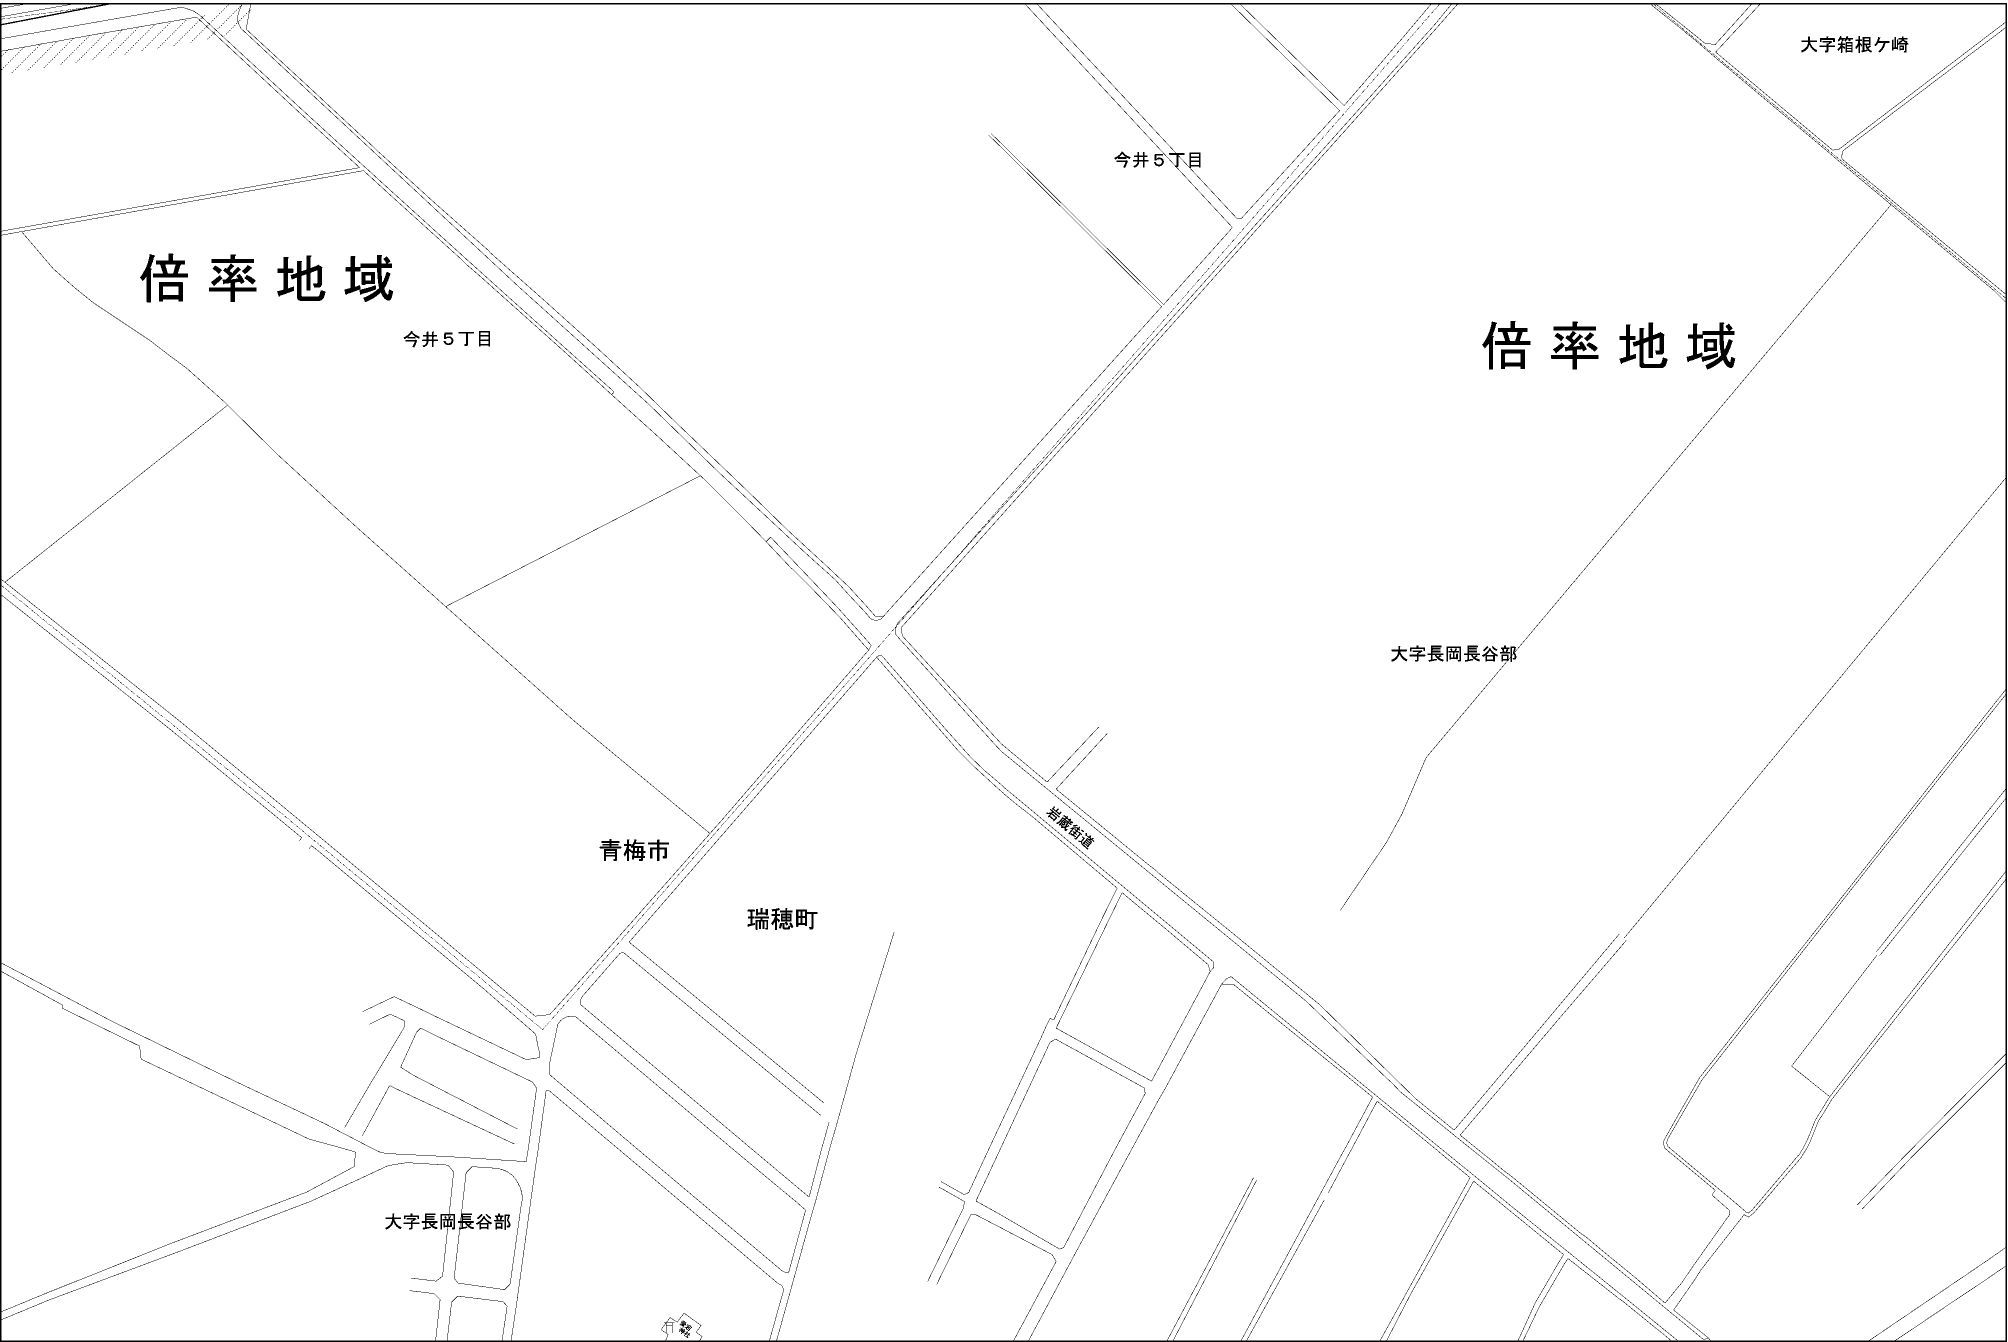 大字箱根ケ崎
今井５丁目
倍率地域
今井５丁目
倍率地域
大字長岡長谷部
岩蔵街道
青梅市
瑞穂町
大字長岡長谷部